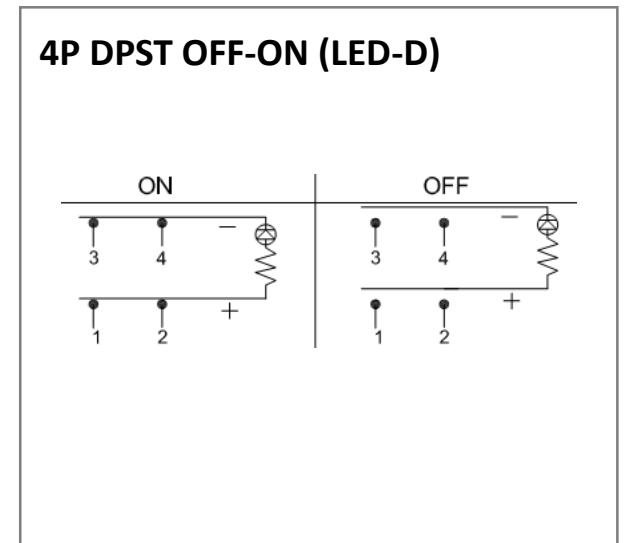 4P DPST OFF-ON (LED-D)
ON OFF
3 4 − 3 4 −
1 2 + 1 2 +